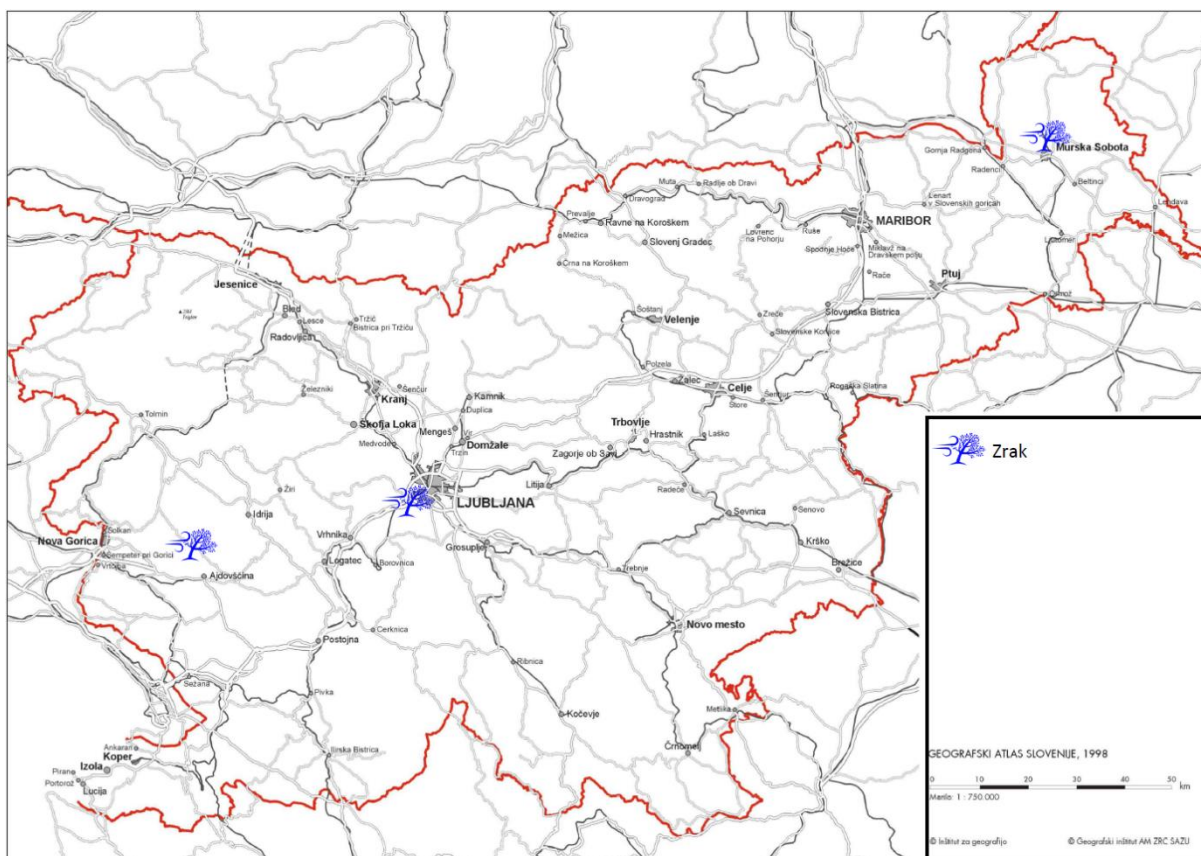 Murska Sobota
Gornja Radgona
Radenci
Beltinci
Lendava
Lenart
v Slovenskih goricah
Muta
Radlje ob Dravi
Dravograd
Prevalje
Ravne na Koroškem
MARIBOR
Ruše
Lovrenc
na Pohorju
Mežica
Slovenj Gradec
Spodnje Hoče
Miklavž na
Dravskem polju
Ljutomer
Črna na Koroškem
Rače
Ptuj
Ormož
Jesenice
Bled
Lesce
Radovljica
Tržič
Bistrica pri Tržiču
Šoštanj
Velenje
Zreče
Slovenske Konjice
Slovenska Bistrica
Polzela
Žalec
Celje
Štore
Šentjur
Rogaška Slatina
Železniki
Šenčur
Kranj
Kamnik
Duplica
Tolmin
Škofja Loka
Mengeš
Vir
Domžale
Medvode
Trzin
Trbovlje
Hrastnik
Laško
Zagorje ob Savi
Zrak
Žiri
Litija
Radeče
LJUBLJANA
Idrija
Sevnica
Senovo
Solkan
Nova Gorica
Šempeter pri Gorici
Vrtojba
Vrhnika
Logatec
Borovnica
Grosuplje
Krško
Ajdovščina
Trebnje
Brežice
Novo mesto
Cerknica
Postojna
Ribnica
Sežana
Pivka
Kočevje
Metlika
Ankaran
Koper
Izola
Piran
Portorož
Lucija
Ilirska Bistrica
Črnomelj
GEOGRAFSKI ATLAS SLOVENIJE, 1998
0 10 20 30 40 50
km
Merilo: 1 : 750 000
© Inštitut za geografijo
© Geografski inštitut AM ZRC SAZU